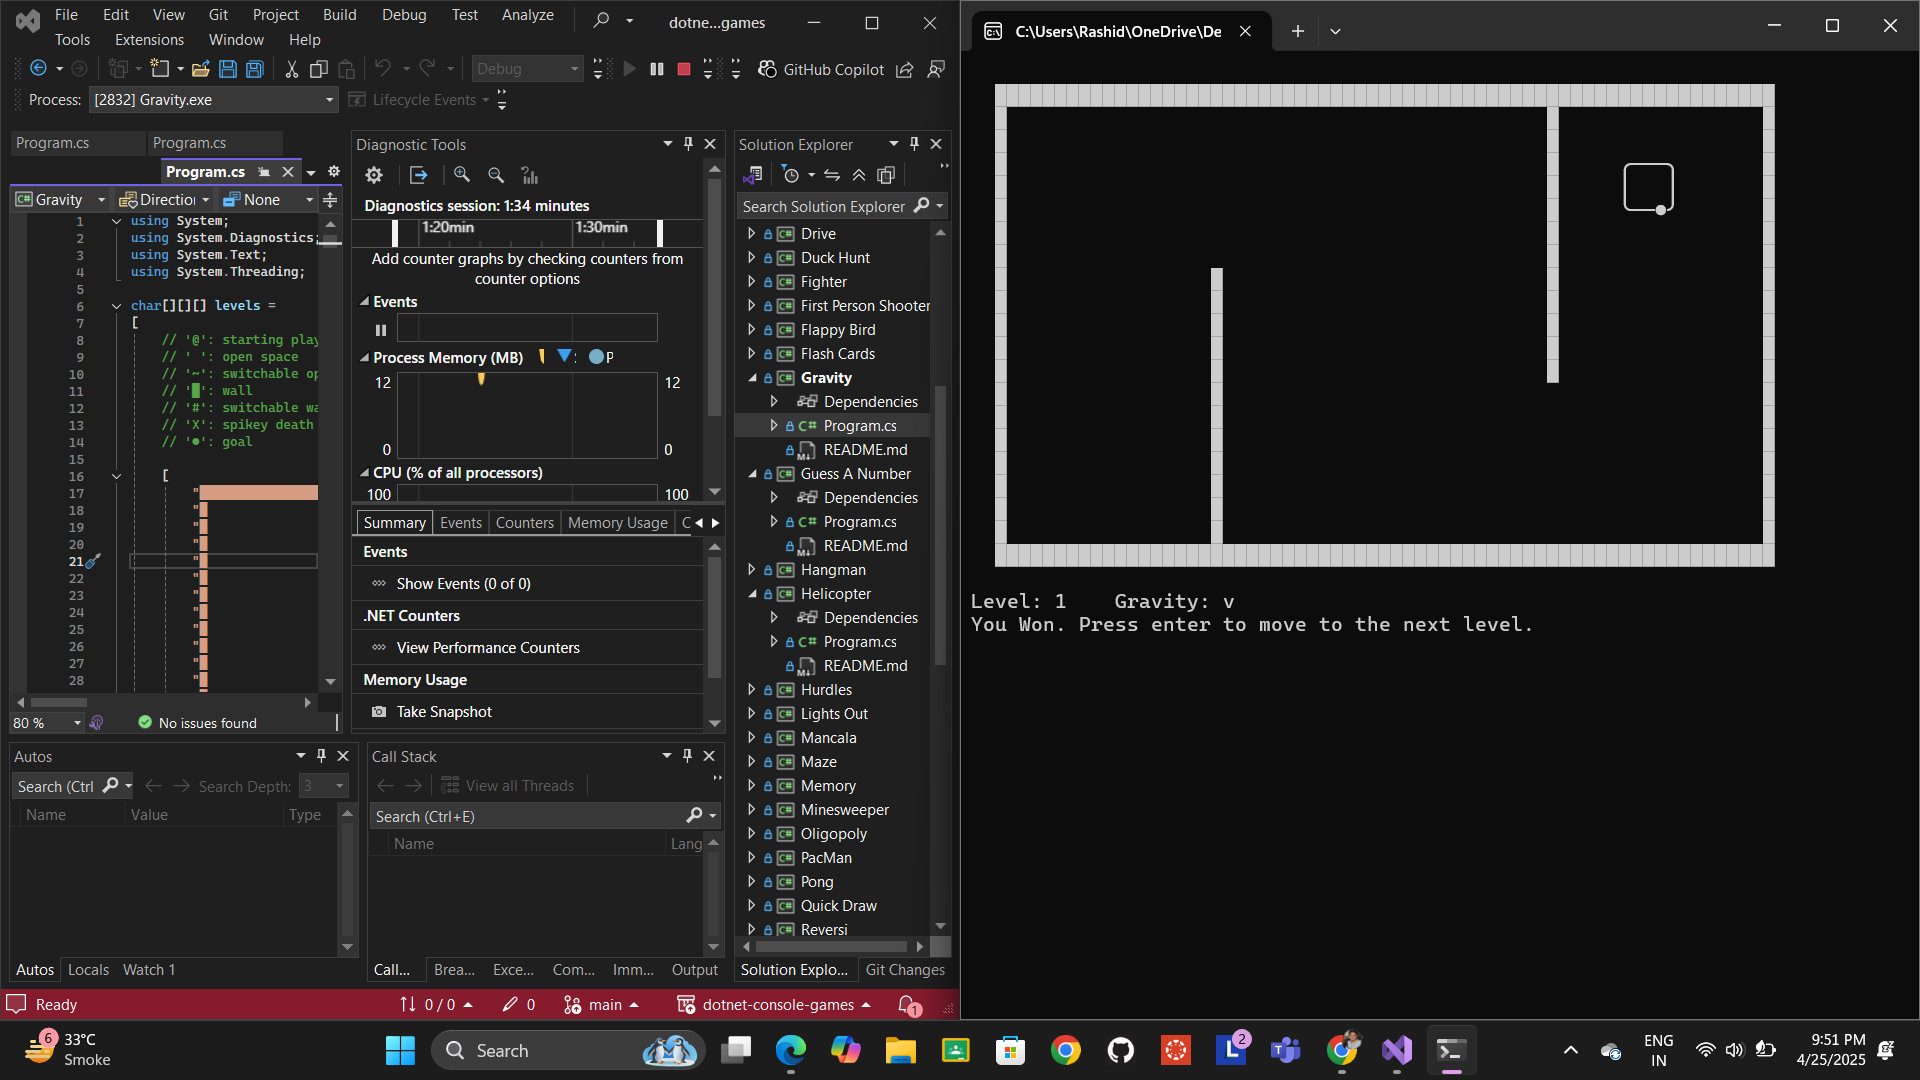 File Edit View Git Project Build Debug Test Analyze
dotne...games
Tools Extensions Window Help
Debug
GitHub Copilot
Process: [2832] Gravity.exe
Lifecycle Events
Program.cs Program.cs
Program.cs
Gravity Direction None
1 using System;
2 using System.Diagnostics;
3 using System.Text;
4 using System.Threading;
5
6 char[][][] levels =
7 [
8 // '@': starting play
9 // ' ': open space
10 // '~': switchable op
11 // '█': wall
12 // '#': switchable wa
13 // 'X': spikey death
14 // '●': goal
15
16 [
17 "
18 "
19 "
20 "
21 "
22 "
23 "
24 "
25 "
26 "
27 "
28 "
80 % No issues found
Diagnostic Tools
Diagnostics session: 1:34 minutes
1:20min 1:30min
Add counter graphs by checking counters from
counter options
Events
Process Memory (MB) : P
12 12
0 0
CPU (% of all processors)
100 100
Summary Events Counters Memory Usage C
Events
Show Events (0 of 0)
.NET Counters
View Performance Counters
Memory Usage
Take Snapshot
Solution Explorer
Search Solution Explorer
C# Drive
C# Duck Hunt
C# Fighter
C# First Person Shooter
C# Flappy Bird
C# Flash Cards
C# Gravity
Dependencies
C# Program.cs
README.md
C# Guess A Number
Dependencies
C# Program.cs
README.md
C# Hangman
C# Helicopter
Dependencies
C# Program.cs
README.md
C# Hurdles
C# Lights Out
C# Mancala
C# Maze
C# Memory
C# Minesweeper
C# Oligopoly
C# PacMan
C# Pong
C# Quick Draw
C# Reversi
Autos
Search (Ctrl Search Depth: 3
Name Value Type
Autos Locals Watch 1
Call Stack
View all Threads
Search (Ctrl+E)
Name Lang
Call... Brea... Exce... Com... Imm... Output
Solution Explo... Git Changes
Ready 0 / 0 0 main dotnet-console-games 1
C:\Users\Rashid\OneDrive\De
Level: 1 Gravity: v
You Won. Press enter to move to the next level.
6 33°C
Smoke
Search
2
ENG
IN
9:51 PM
4/25/2025